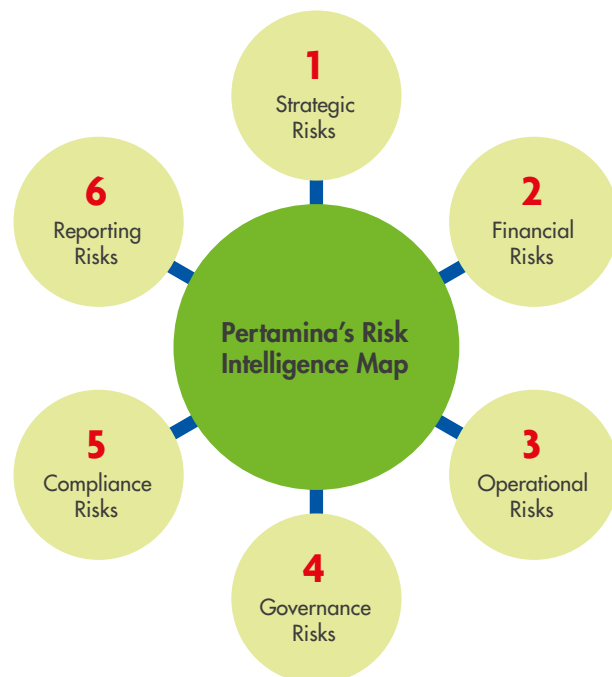 1
Strategic
Risks
2
Financial
Risks
3
Operational
Risks
4
Governance
Risks
5
Compliance
Risks
6
Reporting
Risks
Pertamina's Risk
Intelligence Map